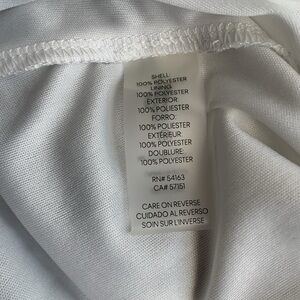 SHELL:
100% POLYESTER
LINING:
100% POLYESTER
EXTERIOR
100% POLIESTER
FORRO:
100% POLIESTER
EXTÉRIEUR
100% POLYESTER
DOUBLURE:
100% POLYESTER
RN# 54163
CA# 57151
CARE ON REVERSE
CUIDADO AL REVERSO
SOIN SUR L'INVERSE